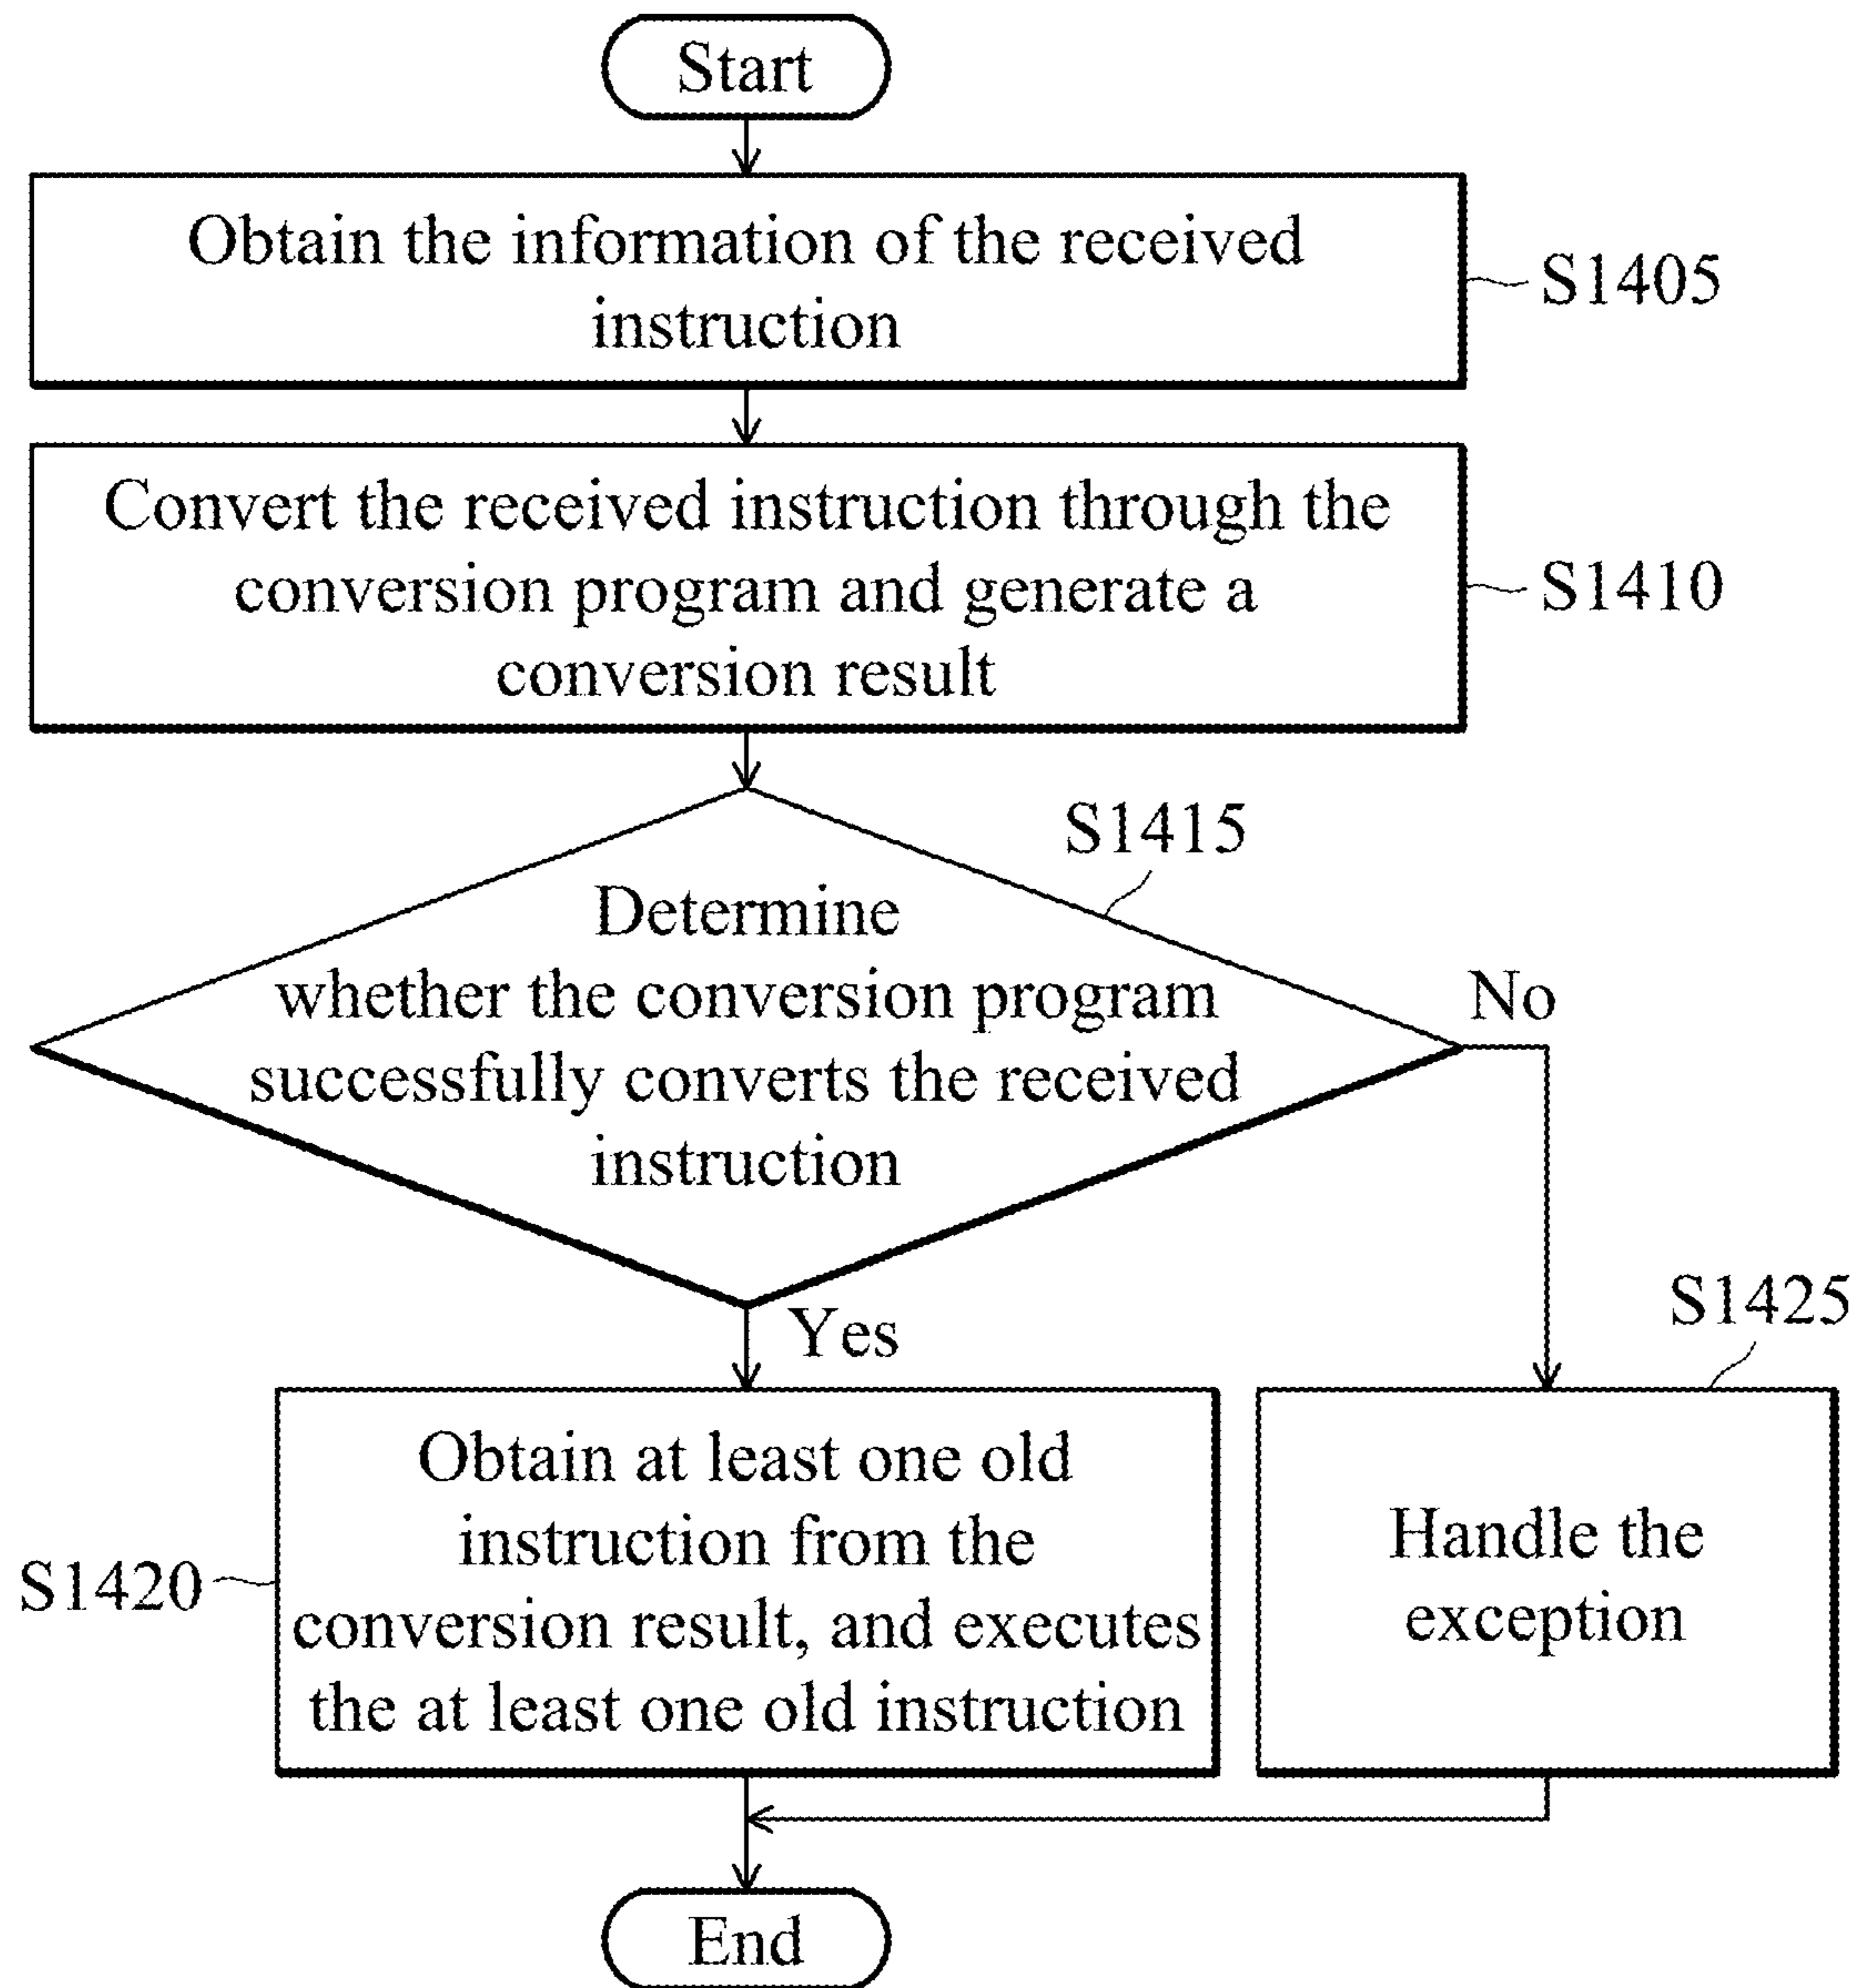 Start
Obtain the information of the received
instruction
S1405
Convert the received instruction through the
conversion program and generate a
conversion result
S1410
S1415
Determine
whether the conversion program
successfully converts the received
instruction
No
Yes
S1425
Obtain at least one old
instruction from the
conversion result, and executes
the at least one old instruction
S1420
Handle the
exception
End